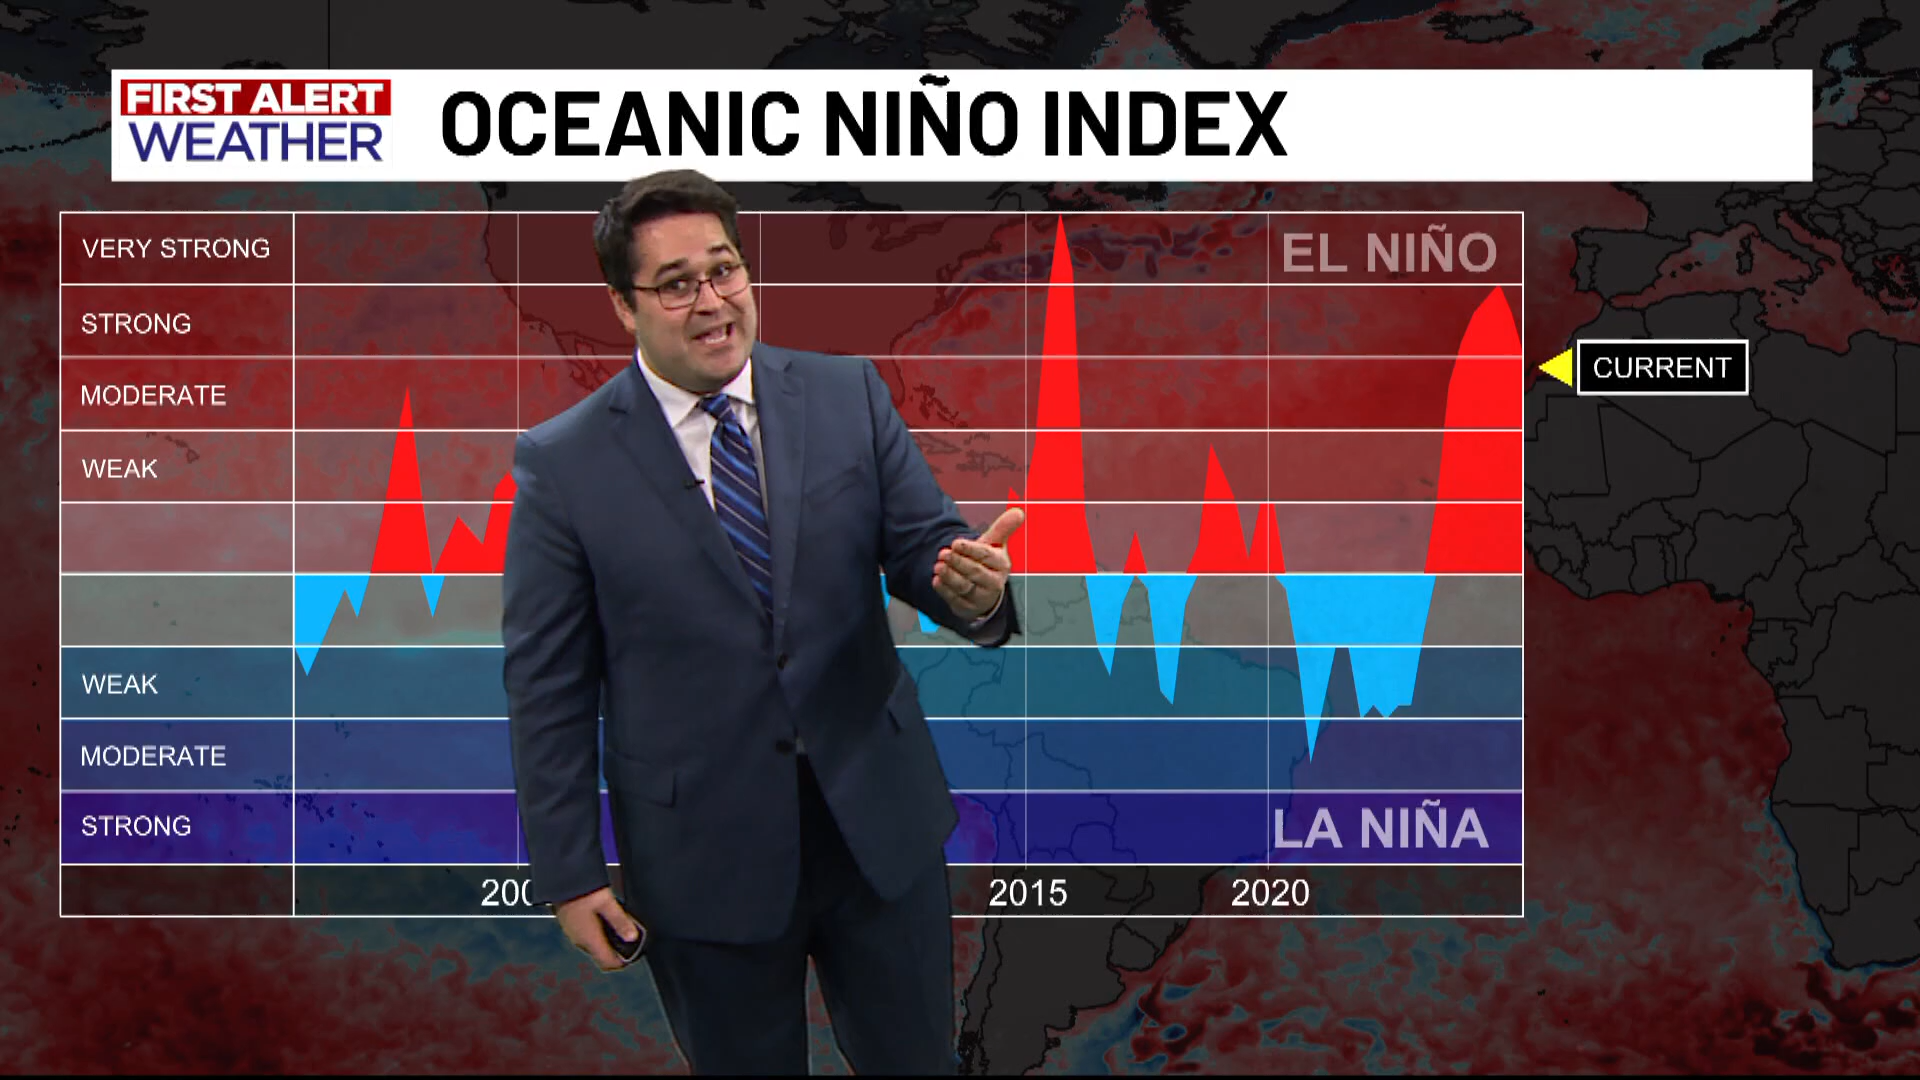 FIRST ALERT
WEATHER
OCEANIC NIÑO INDEX
VERY STRONG
EL NIÑO
STRONG
CURRENT
MODERATE
WEAK
WEAK
MODERATE
STRONG
LA NIÑA
2015
2020